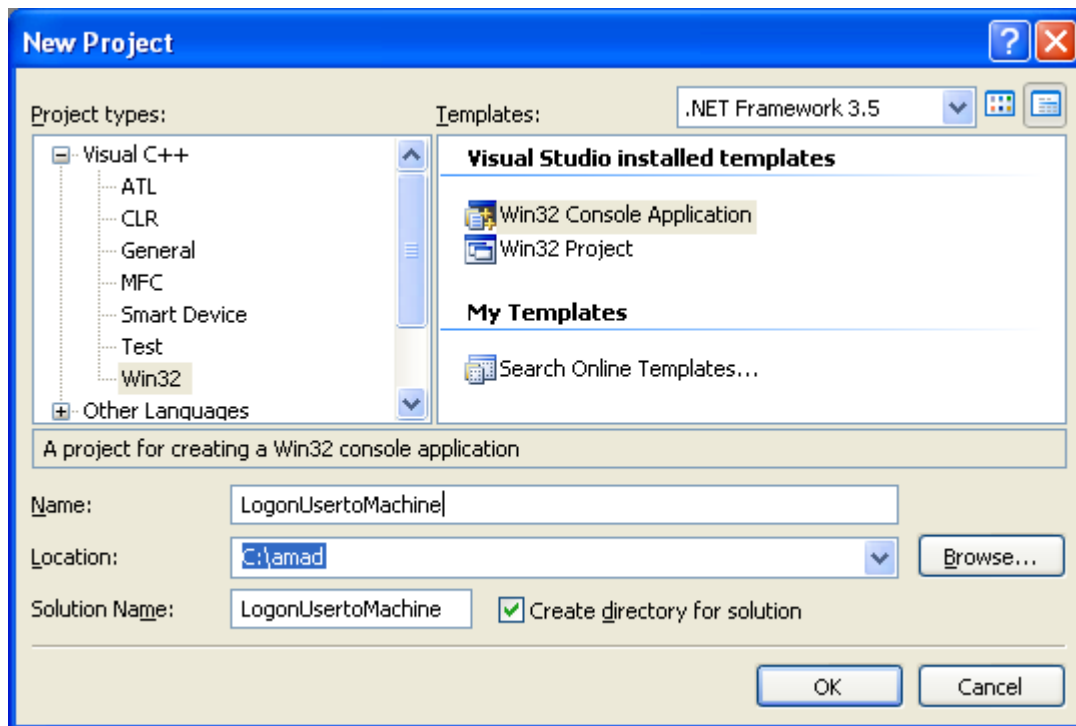 New Project
Project types:
Templates:
.NET Framework 3.5
Visual C++
ATL
CLR
General
MFC
Smart Device
Test
Win32
Other Languages
Visual Studio installed templates
Win32 Console Application
Win32 Project
My Templates
Search Online Templates...
A project for creating a Win32 console application
Name:
LogonUsertoMachine
Location:
C:\amad
Browse...
Solution Name:
LogonUsertoMachine
Create directory for solution
OK
Cancel